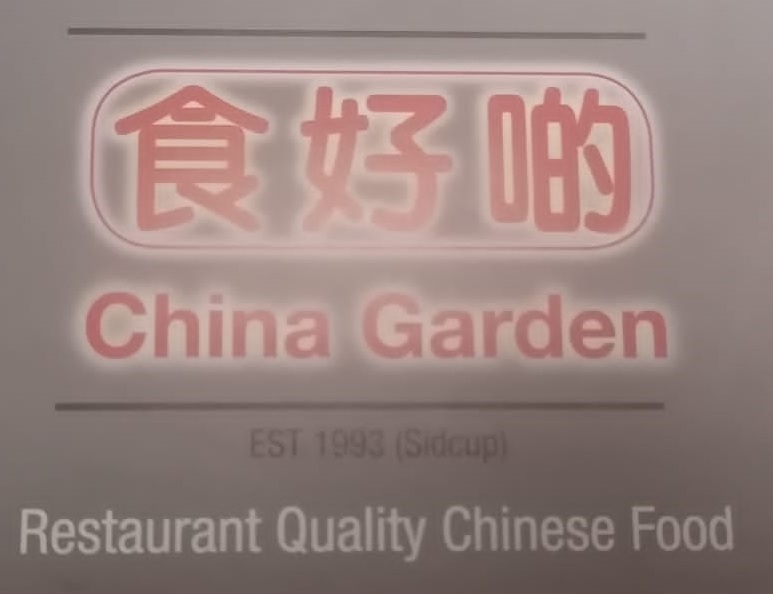 食好啲
China Garden
EST 1993 (Sidcup)
Restaurant Quality Chinese Food